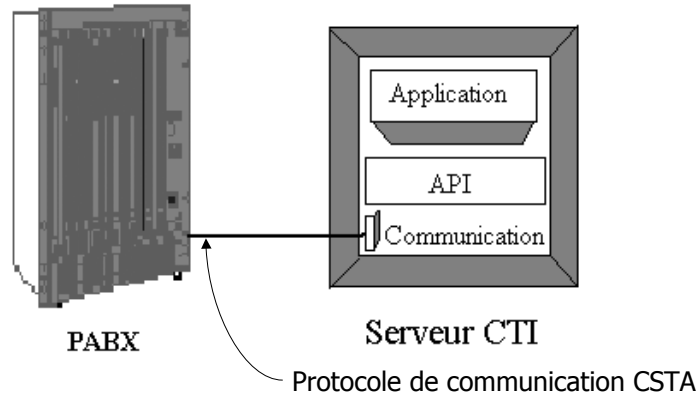 Application
API
Communication
PABX
Serveur CTI
Protocole de communication CSTA